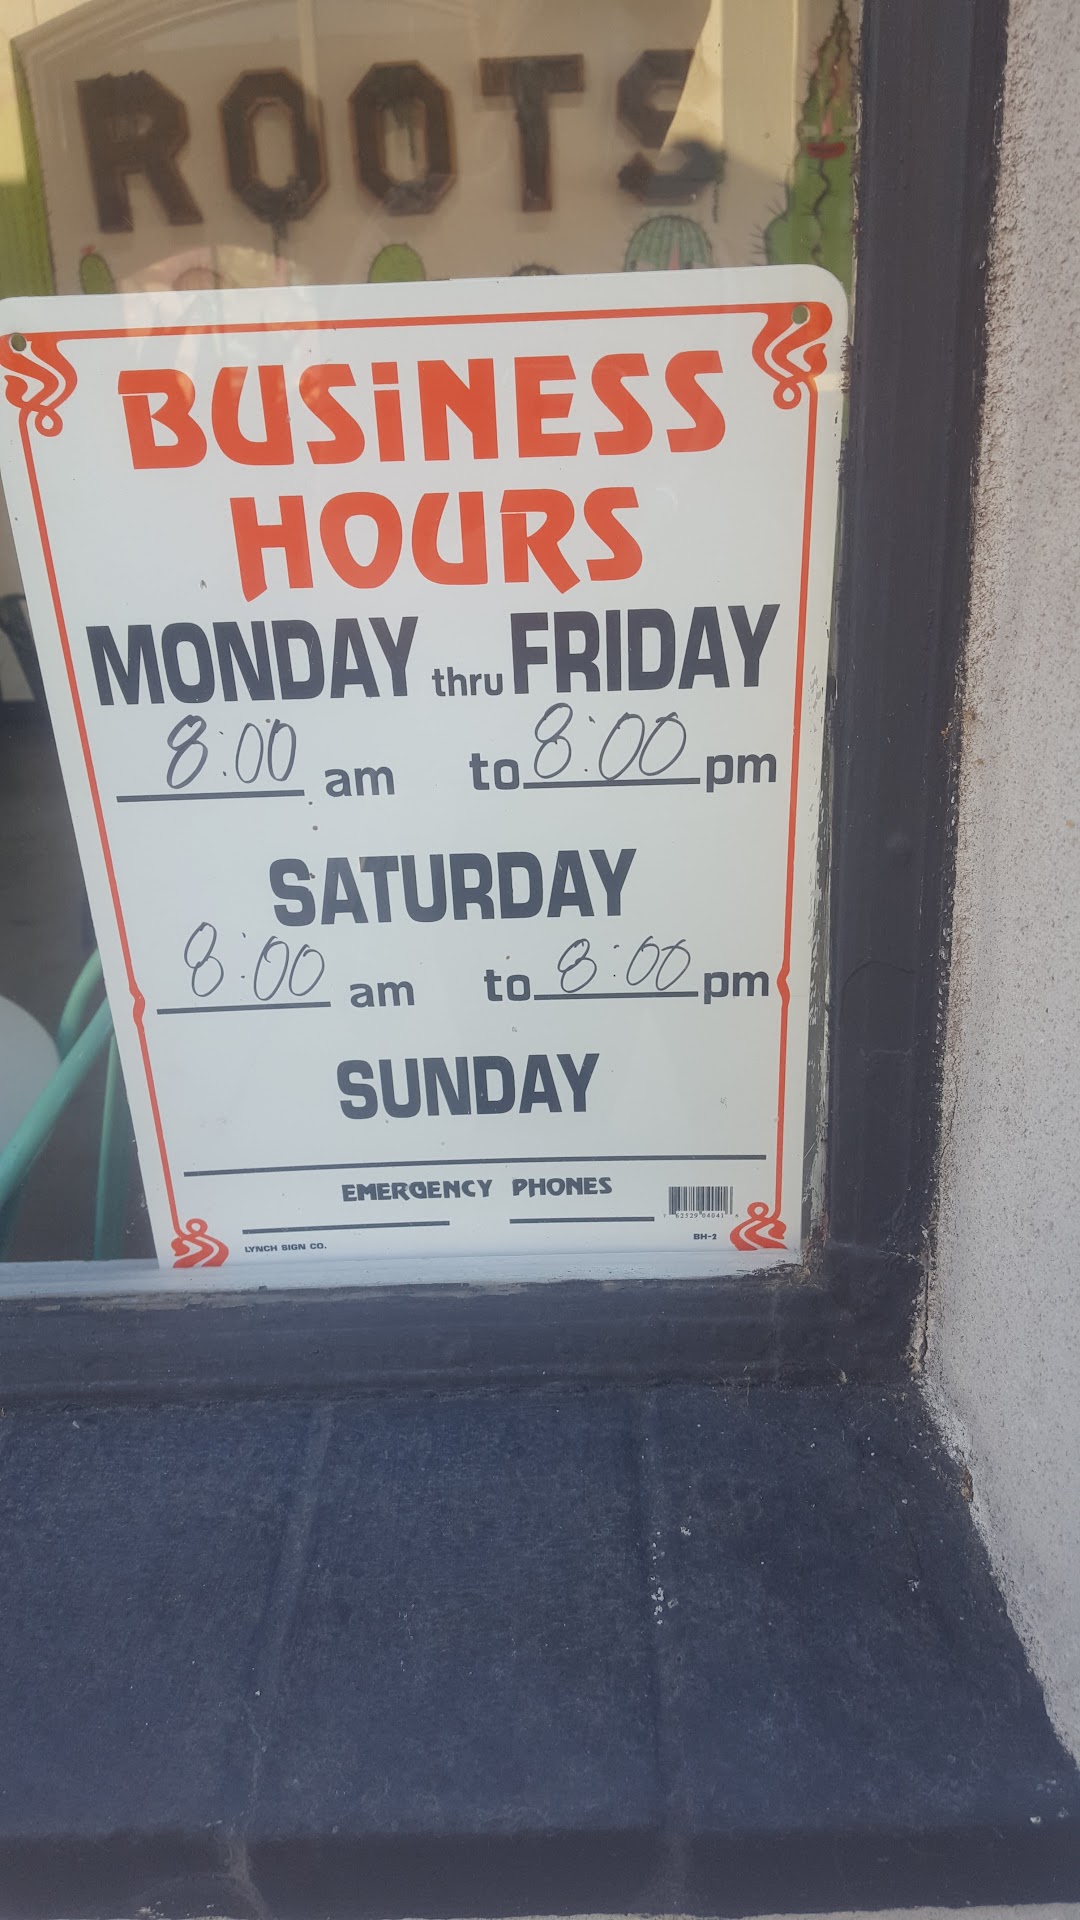 ROOTS
BUSiNESS
HOURS
MONDAY thru FRIDAY
8:00 am to 8:00 pm
SATURDAY
8:00 am to 8:00 pm
SUNDAY
EMERGENCY PHONES
LYNCH SIGN CO.
BH-2